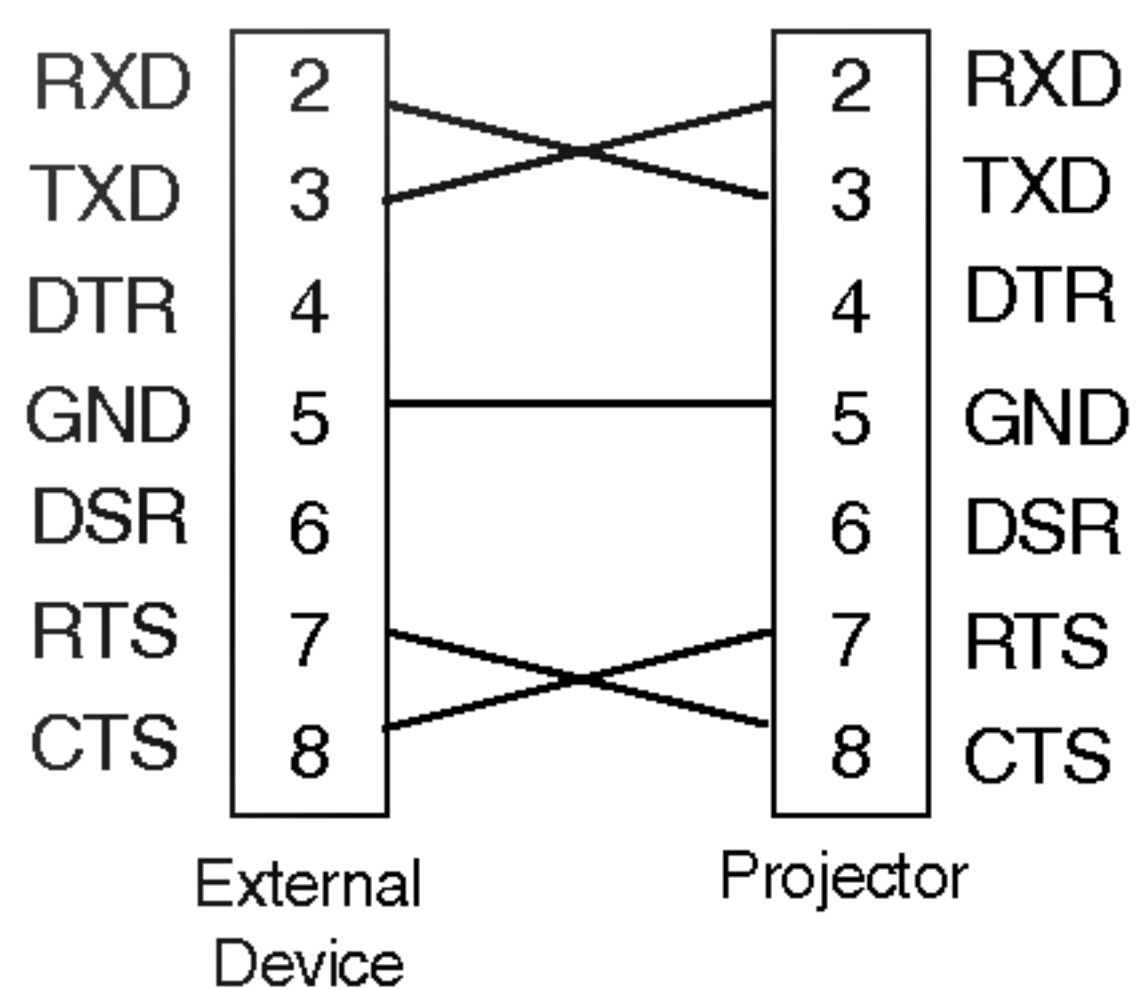 RXD 2 2 RXD
TXD 3 3 TXD
DTR 4 4 DTR
GND 5 5 GND
DSR 6 6 DSR
RTS 7 7 RTS
CTS 8 8 CTS
External Projector
Device